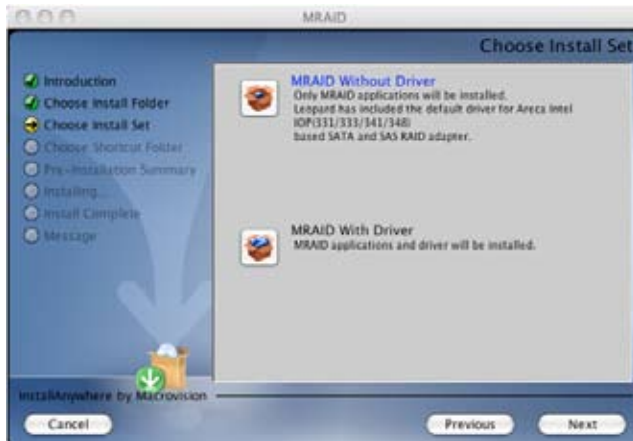 MRAID
Choose Install Set
Introduction
Choose Install Folder
Choose Install Set
Choose Shortcut Folder
Pre-Installation Summary
Installing...
Install Complete
Message
MRAID Without Driver
Only MRAID applications will be installed.
Leopard has included the default driver for Areca Intel
IOP(331/333/341/348)
based SATA and SAS RAID adapter.
MRAID With Driver
MRAID applications and driver will be installed.
InstallAnywhere by Macrovision
Cancel
Previous
Next